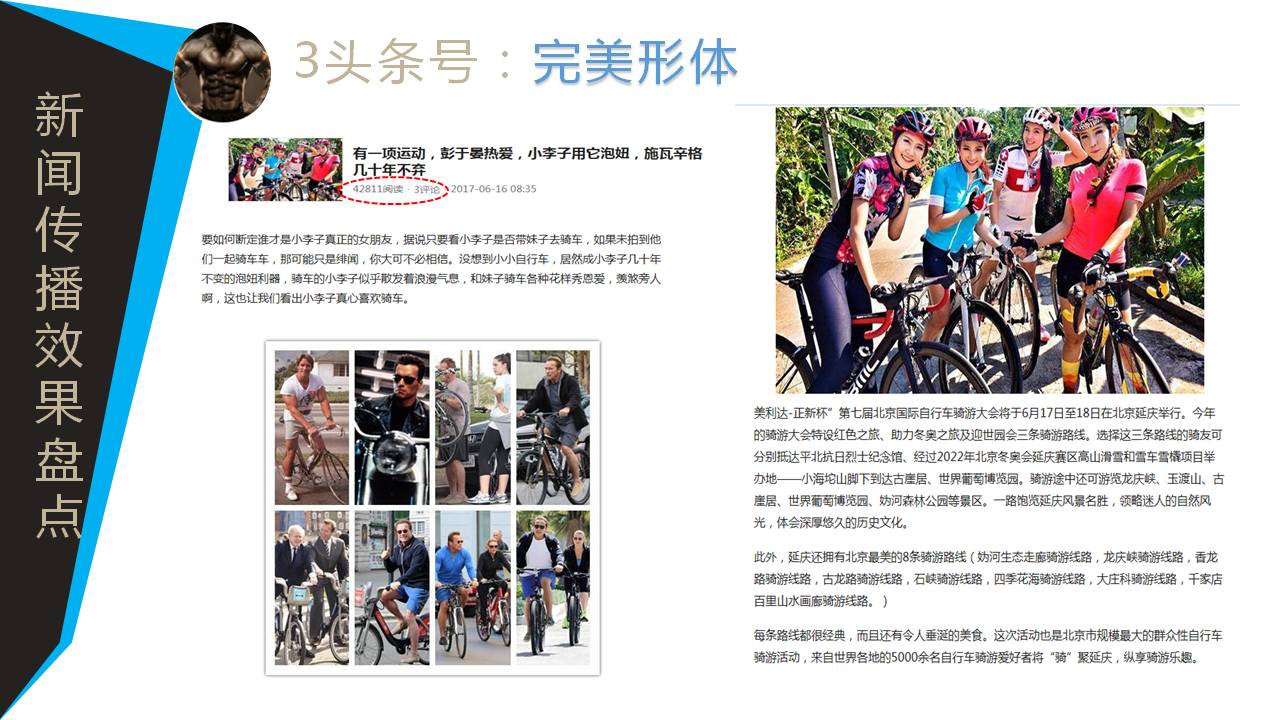 新闻传播效果盘点
3头条号：完美形体
有一项运动，彭于晏热爱，小李子用它泡妞，施瓦辛格
几十年不弃
42811阅读 · 3评论 · 2017-06-16 08:35
要如何断定谁才是小李子真正的女朋友，据说只要看小李子是否带妹子去骑车，如果未拍到他
们一起骑车车，那可能只是绯闻，你大可不必相信。没想到小小自行车，居然成小李子几十年
不变的泡妞利器，骑车的小李子似乎散发着浪漫气息，和妹子骑车各种花样秀恩爱，羡煞旁人
啊，这也让我们看出小李子真心喜欢骑车。
美利达-正新杯”第七届北京国际自行车骑游大会将于6月17日至18日在北京延庆举行。今年
的骑游大会特设红色之旅、助力冬奥之旅及迎世园会三条骑游路线。选择这三条路线的骑友可
分别抵达平北抗日烈士纪念馆、经过2022年北京冬奥会延庆赛区高山滑雪和雪车雪橇项目举
办地——小海坨山脚下到达古崖居、世界葡萄博览园。骑游途中还可游览龙庆峡、玉渡山、古
崖居、世界葡萄博览园、妫河森林公园等景区。一路饱览延庆风景名胜，领略迷人的自然风
光，体会深厚悠久的历史文化。
此外，延庆还拥有北京最美的8条骑游路线（妫河生态走廊骑游线路，龙庆峡骑游线路，香龙
路骑游线路，古龙路骑游线路，石峡骑游线路，四季花海骑游线路，大庄科骑游线路，千家店
百里山水画廊骑游线路。）
每条路线都很经典，而且还有令人垂涎的美食。这次活动也是北京市规模最大的群众性自行车
骑游活动，来自世界各地的5000余名自行车骑游爱好者将“骑”聚延庆，纵享骑游乐趣。